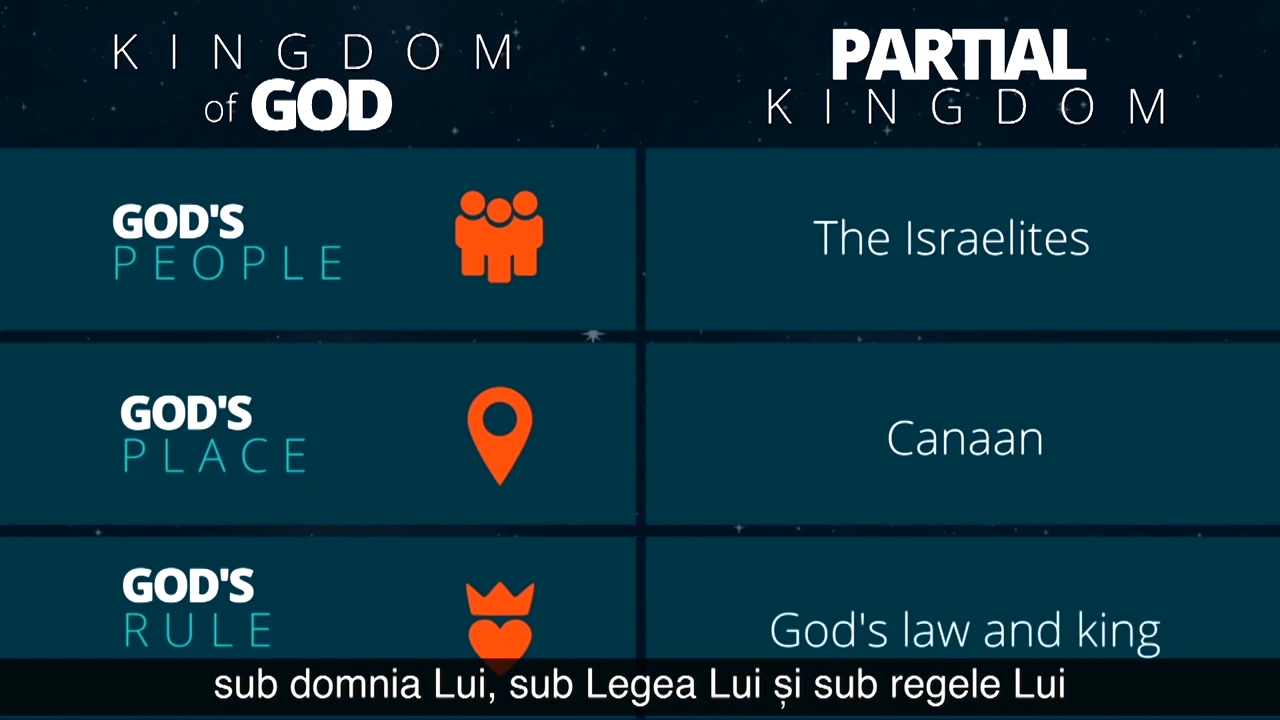 KINGDOM
of GOD
PARTIAL
KINGDOM
GOD'S
PEOPLE
The Israelites
GOD'S
PLACE
Canaan
GOD'S
RULE
God's law and king
sub domnia Lui, sub Legea Lui și sub regele Lui